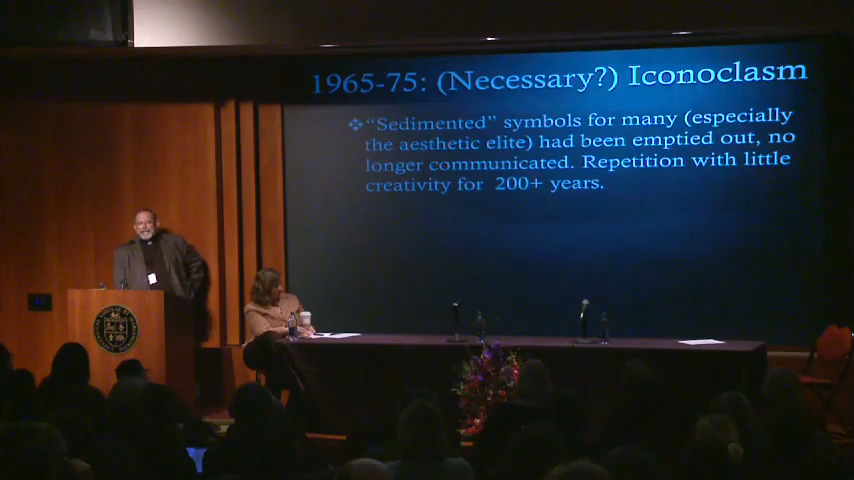 1965-75: (Necessary?) Iconoclasm
❖ “Sedimented” symbols for many (especially
the aesthetic elite) had been emptied out, no
longer communicated. Repetition with little
creativity for 200+ years.